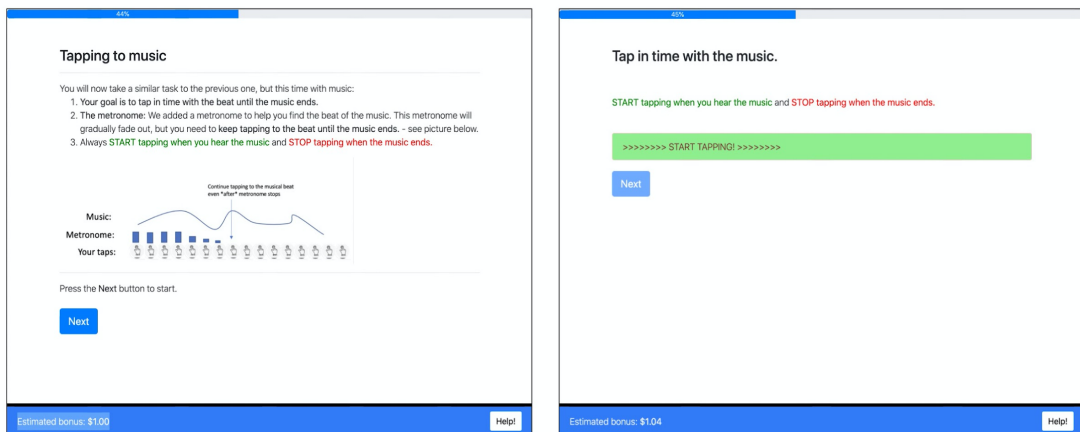 44%
Tapping to music
You will now take a similar task to the previous one, but this time with music:
1. Your goal is to tap in time with the beat until the music ends.
2. The metronome: We added a metronome to help you find the beat of the music. This metronome will
gradually fade out, but you need to keep tapping to the beat until the music ends. - see picture below.
3. Always START tapping when you hear the music and STOP tapping when the music ends.
Continue tapping to the musical beat
even *after* metronome stops
Music:
Metronome:
Your taps:
Press the Next button to start.
Next
Estimated bonus: $1.00
Help!
45%
Tap in time with the music.
START tapping when you hear the music and STOP tapping when the music ends.
>>>>>>>> START TAPPING! >>>>>>>>
Next
Estimated bonus: $1.04
Help!